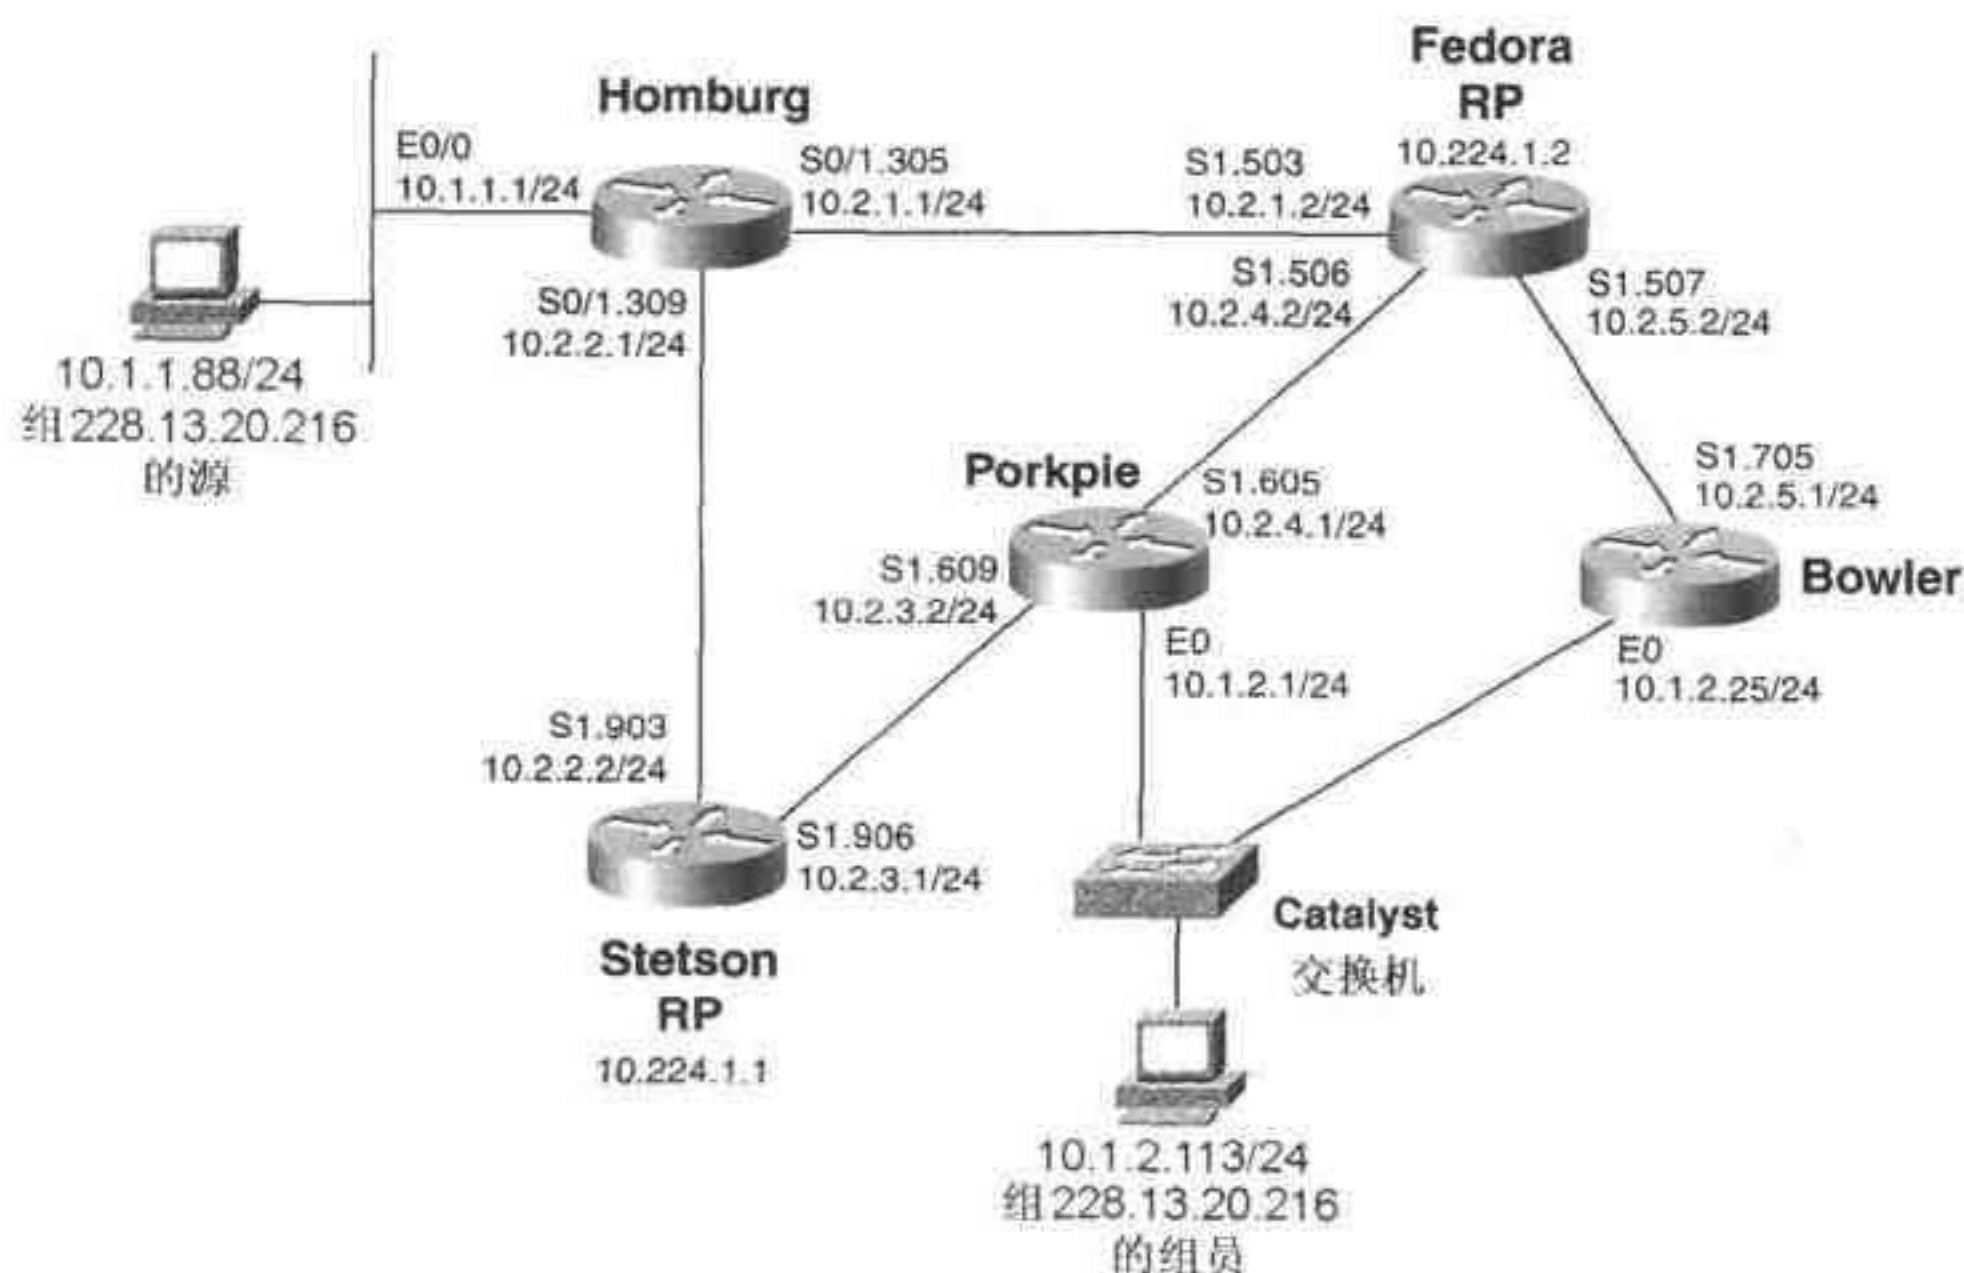 Fedora
RP
10.224.1.2
Homburg
E0/0
10.1.1.1/24
S0/1.305
10.2.1.1/24
S1.503
10.2.1.2/24
S1.506
10.2.4.2/24
S1.507
10.2.5.2/24
S0/1.309
10.2.2.1/24
10.1.1.88/24
组228.13.20.216
的源
Porkpie
S1.605
10.2.4.1/24
S1.705
10.2.5.1/24
S1.609
10.2.3.2/24
Bowler
E0
10.1.2.1/24
E0
10.1.2.25/24
S1.903
10.2.2.2/24
S1.906
10.2.3.1/24
Stetson
RP
10.224.1.1
Catalyst
交换机
10.1.2.113/24
组228.13.20.216
的组员